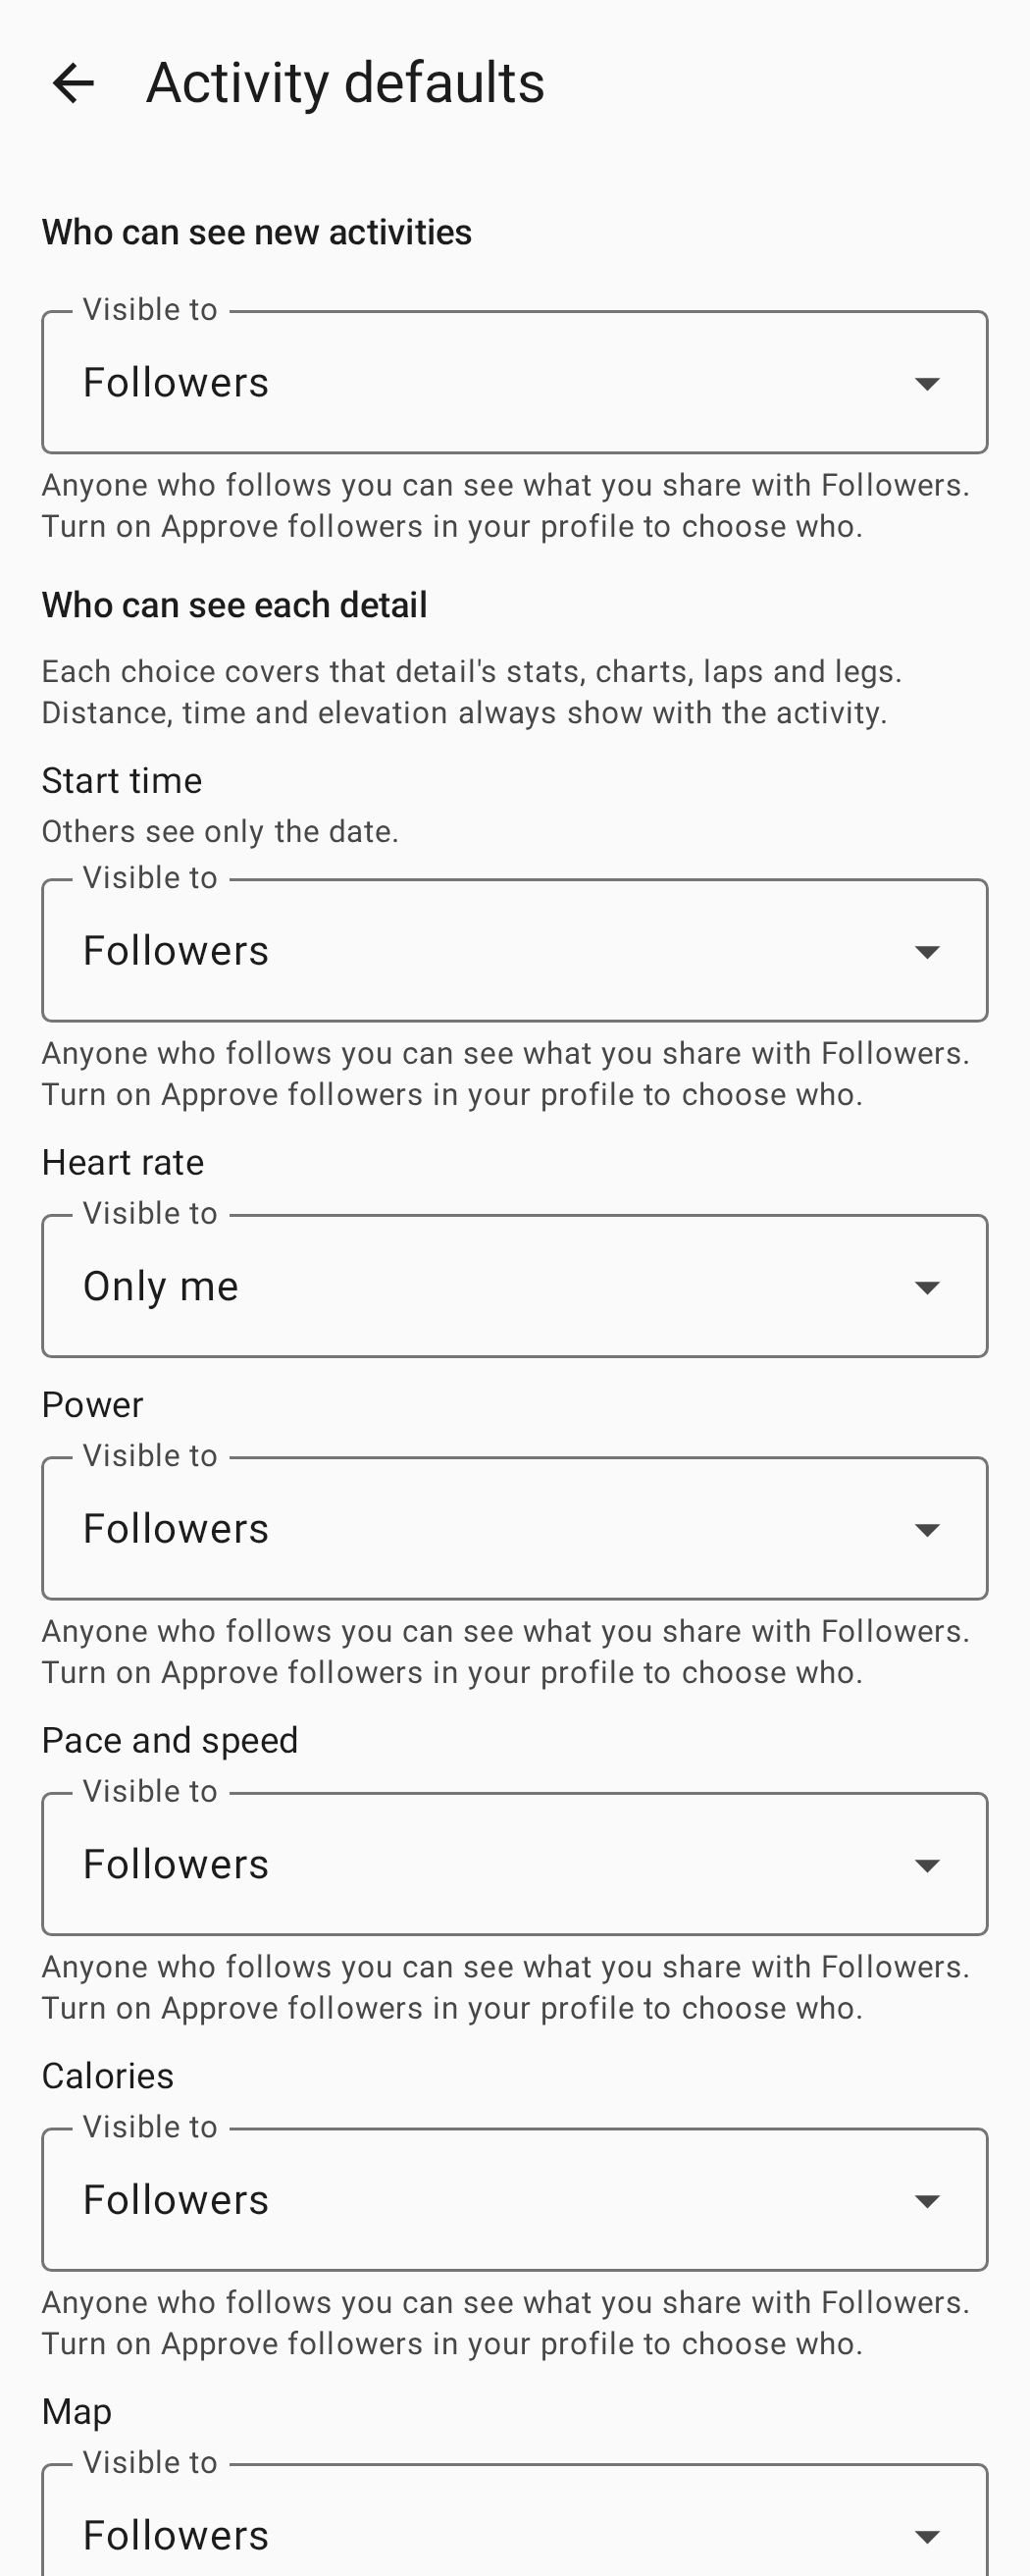 Activity defaults
Who can see new activities
Visible to
Followers
Anyone who follows you can see what you share with Followers.
Turn on Approve followers in your profile to choose who.
Who can see each detail
Each choice covers that detail's stats, charts, laps and legs.
Distance, time and elevation always show with the activity.
Start time
Others see only the date.
Visible to
Followers
Anyone who follows you can see what you share with Followers.
Turn on Approve followers in your profile to choose who.
Heart rate
Visible to
Only me
Power
Visible to
Followers
Anyone who follows you can see what you share with Followers.
Turn on Approve followers in your profile to choose who.
Pace and speed
Visible to
Followers
Anyone who follows you can see what you share with Followers.
Turn on Approve followers in your profile to choose who.
Calories
Visible to
Followers
Anyone who follows you can see what you share with Followers.
Turn on Approve followers in your profile to choose who.
Map
Visible to
Followers